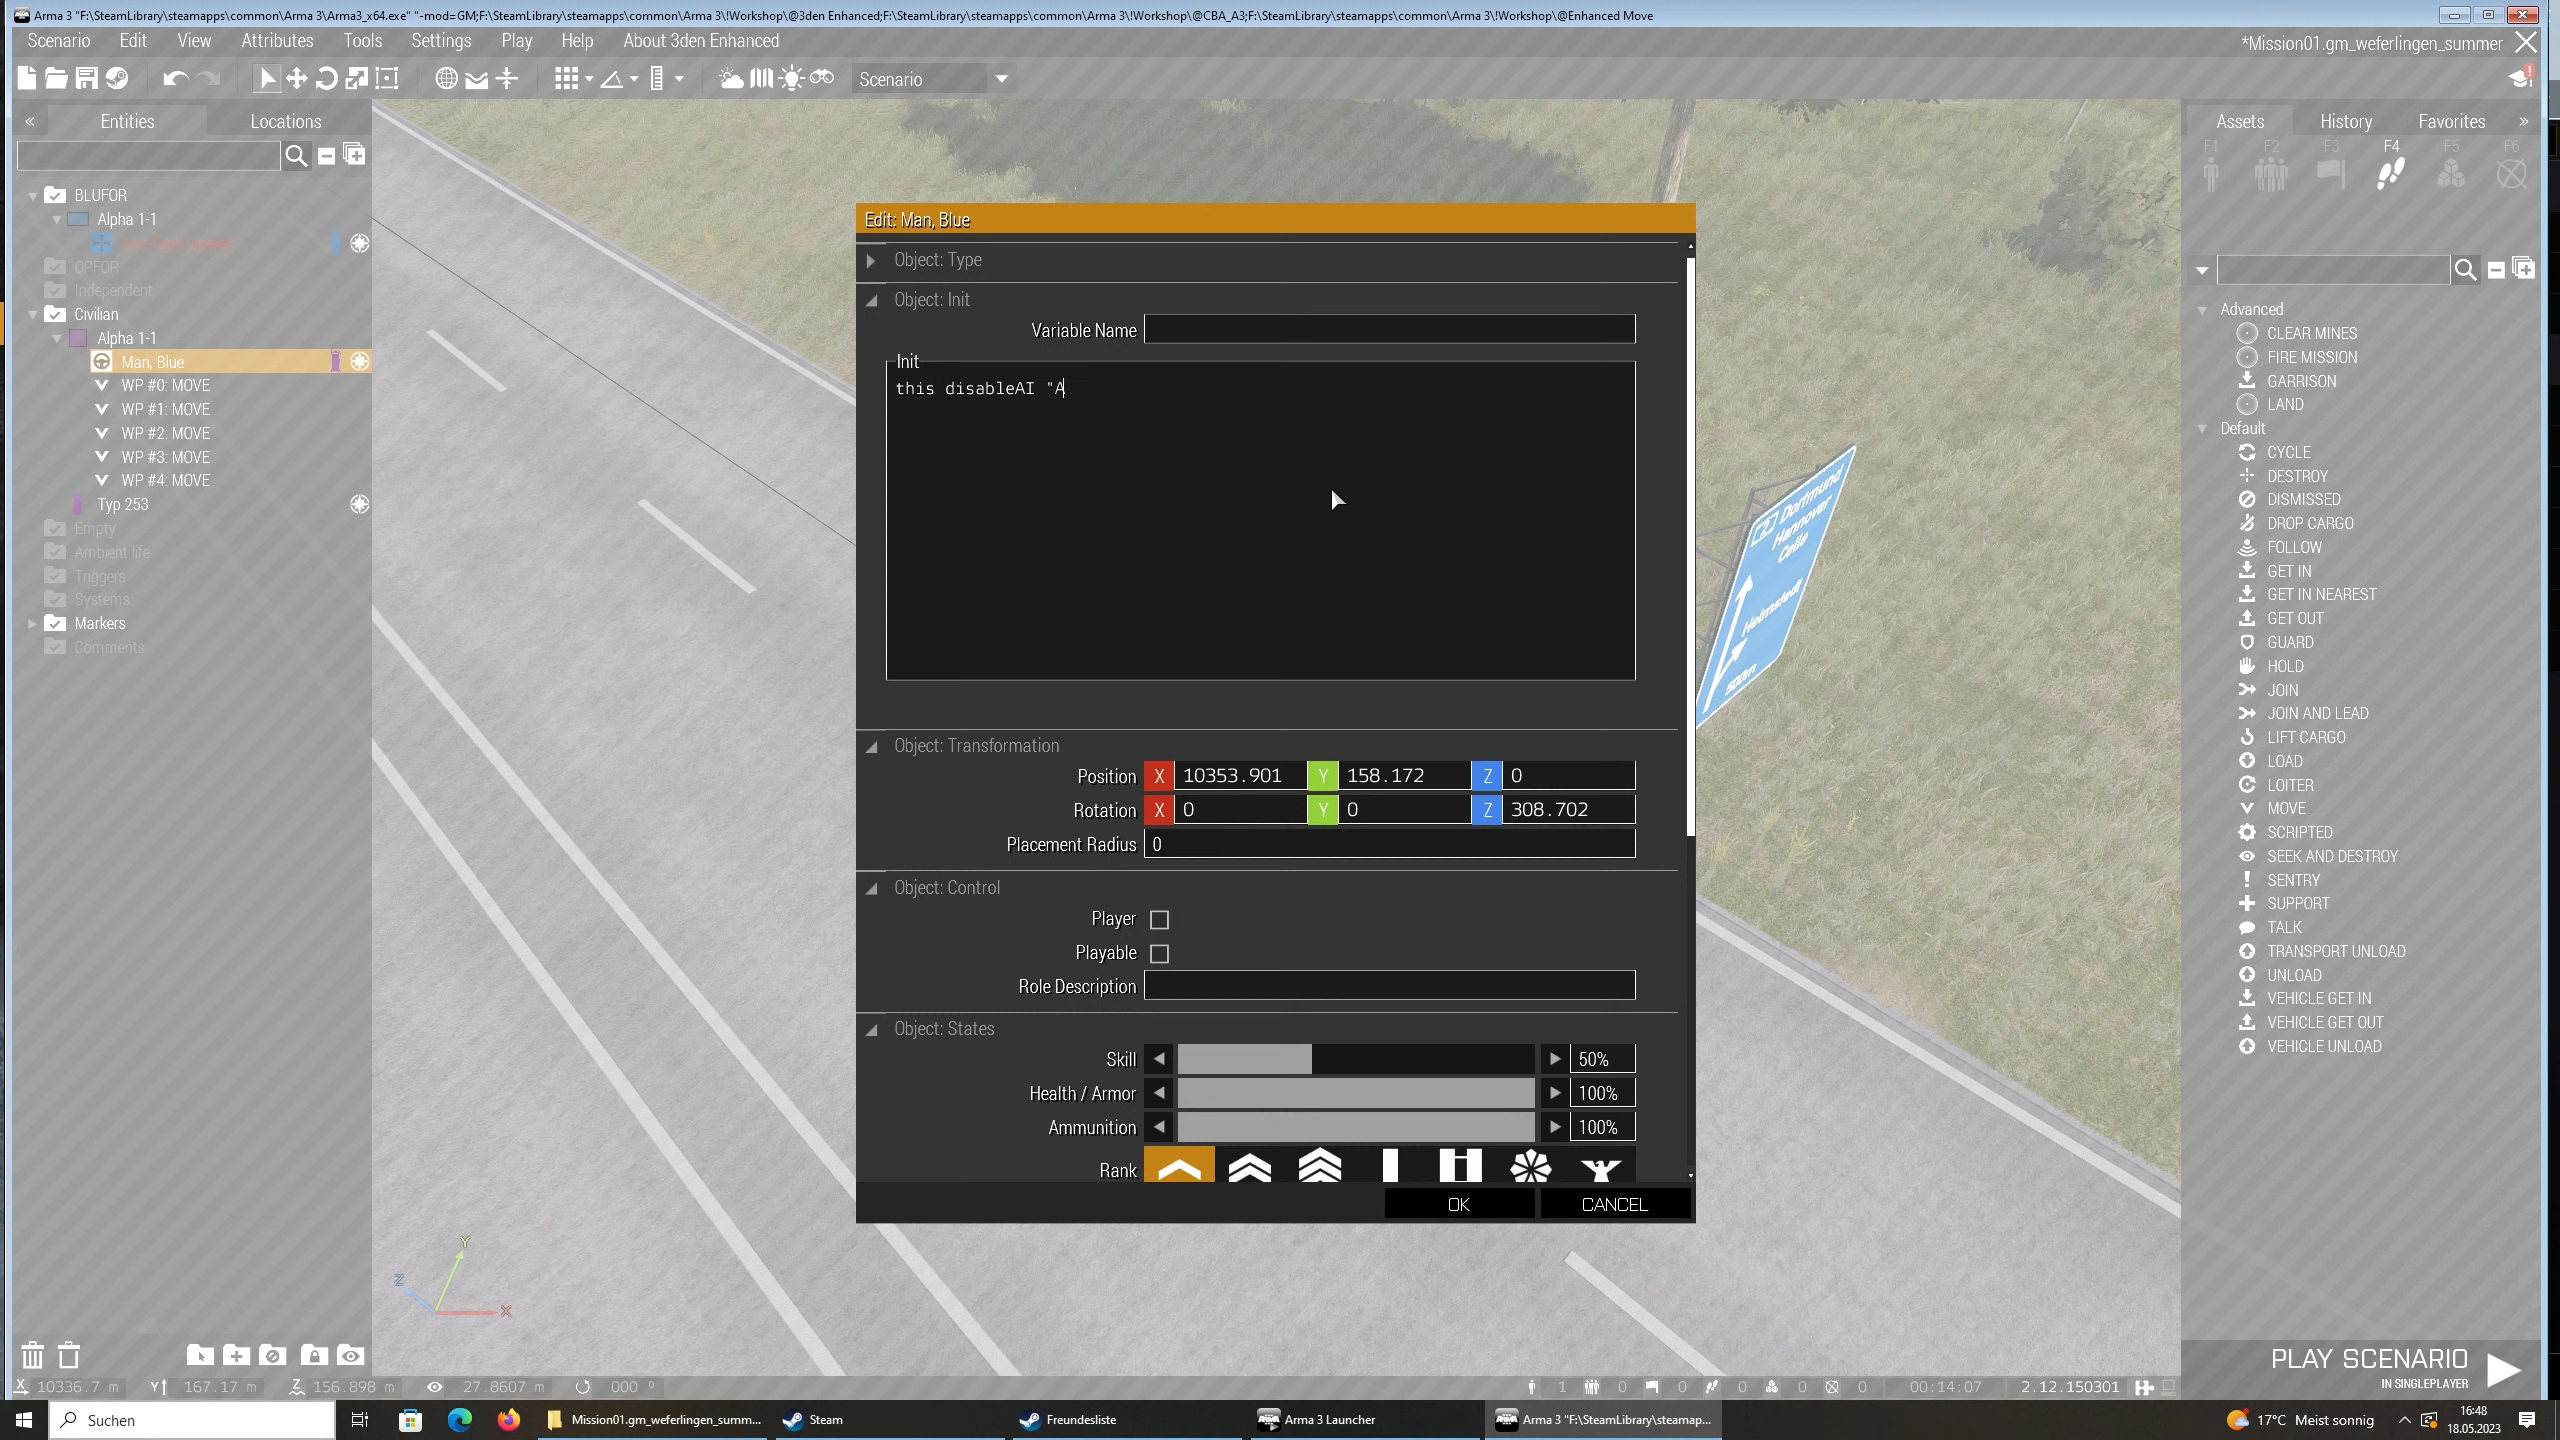 Arma 3 "F:\SteamLibrary\steamapps\common\Arma 3\Arma3_x64.exe" "-mod=GM;F:\SteamLibrary\steamapps\common\Arma 3\!Workshop\@3den Enhanced;F:\SteamLibrary\steamapps\common\Arma 3\!Workshop\@CBA_A3;F:\SteamLibrary\steamapps\common\Arma 3\!Workshop\@Enhanced Move
Scenario Edit View Attributes Tools Settings Play Help About 3den Enhanced
*Mission01.gm_weferlingen_summer
Scenario
Entities Locations
BLUFOR
Alpha 1-1
OPFOR
Independent
Civilian
Alpha 1-1
Man, Blue
WP #0: MOVE
WP #1: MOVE
WP #2: MOVE
WP #3: MOVE
WP #4: MOVE
Typ 253
Empty
Ambient life
Triggers
Systems
Markers
Comments
Edit: Man, Blue
Object: Type
Object: Init
Variable Name
Init
this disableAI "A
Object: Transformation
Position X 10353.901 Y 158.172 Z 0
Rotation X 0 Y 0 Z 308.702
Placement Radius 0
Object: Control
Player
Playable
Role Description
Object: States
Skill 50%
Health / Armor 100%
Ammunition 100%
Rank
OK CANCEL
Dortmund
Hannover
Celle
Helmstedt
500m
Assets History Favorites
F1 F2 F3 F4 F5 F6
Advanced
CLEAR MINES
FIRE MISSION
GARRISON
LAND
Default
CYCLE
DESTROY
DISMISSED
DROP CARGO
FOLLOW
GET IN
GET IN NEAREST
GET OUT
GUARD
HOLD
JOIN
JOIN AND LEAD
LIFT CARGO
LOAD
LOITER
MOVE
SCRIPTED
SEEK AND DESTROY
SENTRY
SUPPORT
TALK
TRANSPORT UNLOAD
UNLOAD
VEHICLE GET IN
VEHICLE GET OUT
VEHICLE UNLOAD
PLAY SCENARIO
IN SINGLEPLAYER
Y
Z
X
X 10336.7 m Y 167.17 m Z 156.898 m 27.8607 m 000 °
1 0 0 0 0 0 00:14:07 2.12.150301
Suchen
Mission01.gm_weferlingen_summ...
Steam
Freundesliste
Arma 3 Launcher
Arma 3 "F:\SteamLibrary\steamap...
17°C Meist sonnig
16:48
18.05.2023